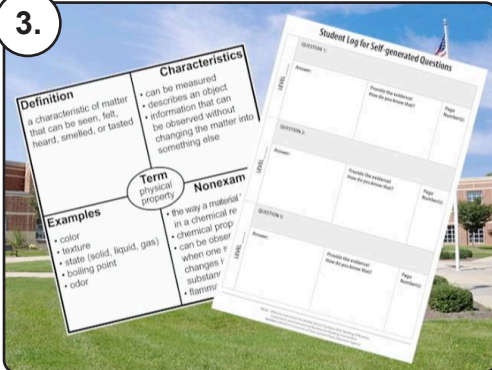 3.
Definition
a characteristic of matter
that can be seen, felt,
heard, smelled, or tasted
Characteristics
• can be measured
• describes an object
• information that can
be observed without
changing the matter into
something else
Term
physical
property
Examples
• color
• texture
• state (solid, liquid, gas)
• boiling point
• odor
Nonexam
• the way a material
in a chemical re
• chemical prop
• can be obser
when one
changes i
substan
• flamma
Student Log for Self-generated Questions
QUESTION 1:
LEVEL
Answer:
Provide the evidence!
How do you know that?
Page
Number(s)
QUESTION 2:
LEVEL
Answer:
Provide the evidence!
How do you know that?
Page
Number(s)
QUESTION 3:
LEVEL
Answer:
Provide the evidence!
How do you know that?
Page
Number(s)